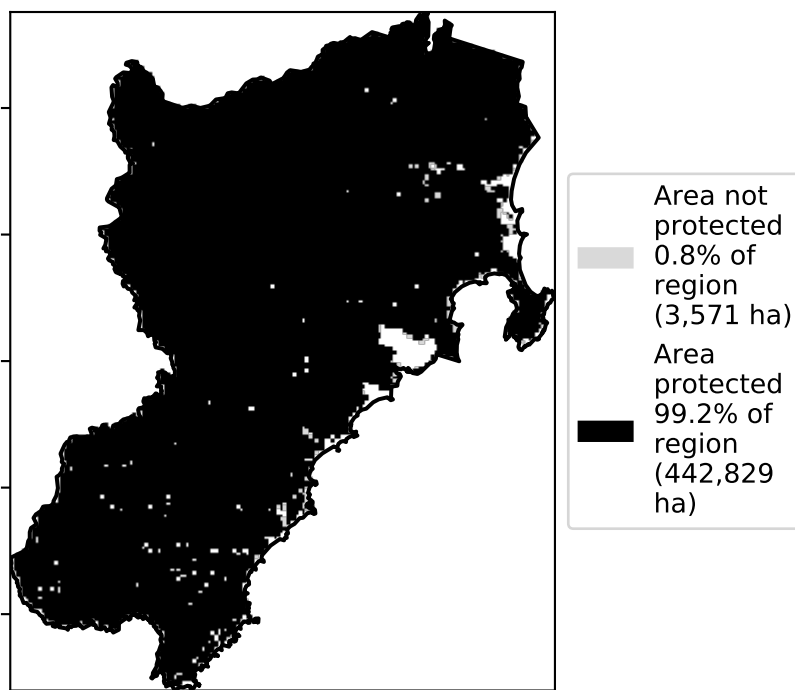 Area not
protected
0.8% of
region
(3,571 ha)
Area
protected
99.2% of
region
(442,829
ha)